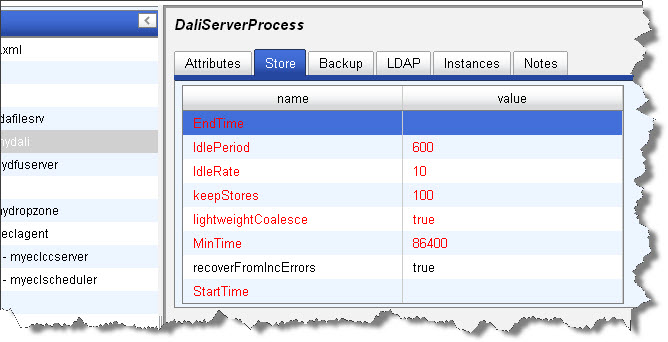 DaliServerProcess
.xml
Attributes
Store
Backup
LDAP
Instances
Notes
name value
EndTime
IdlePeriod 600
IdleRate 10
keepStores 100
lightweightCoalesce true
MinTime 86400
recoverFromIncErrors true
StartTime
dafilesrv
mydali
ydfuserver
ydropzone
eclagent
- myeclccserver
- myeclscheduler